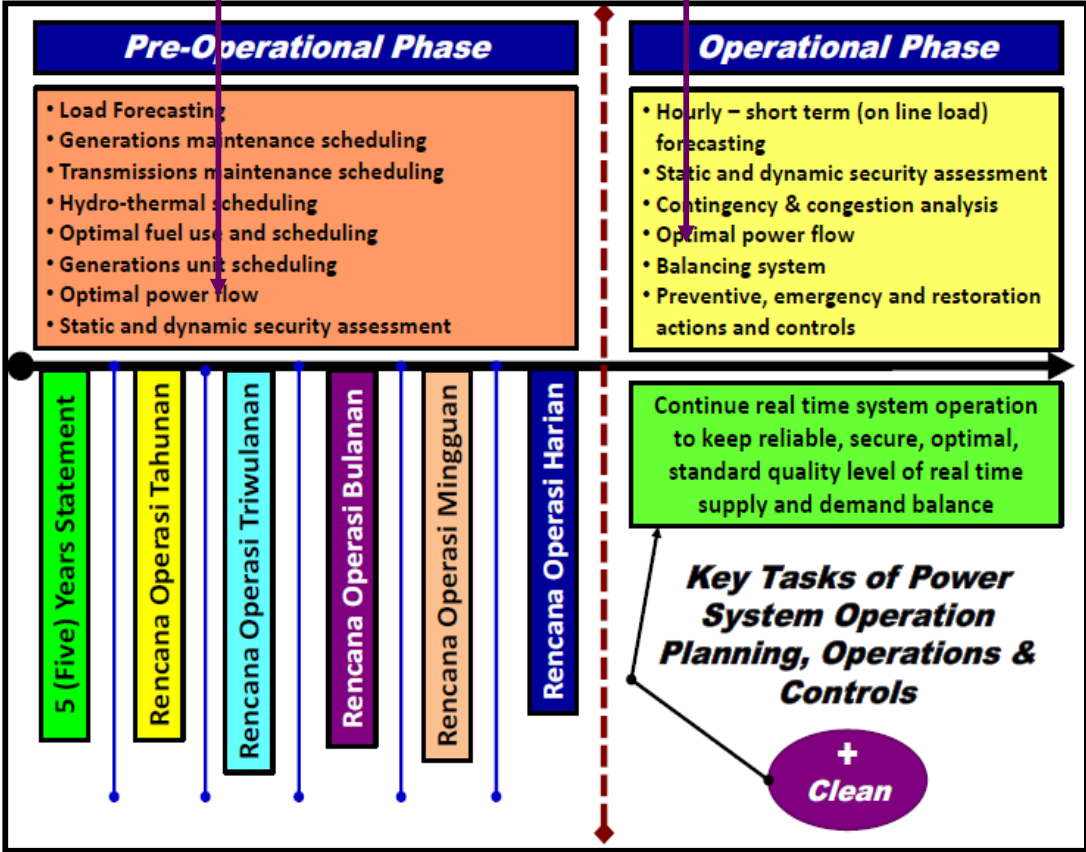 Pre-Operational Phase
• Load Forecasting
• Generations maintenance scheduling
• Transmissions maintenance scheduling
• Hydro-thermal scheduling
• Optimal fuel use and scheduling
• Generations unit scheduling
• Optimal power flow
• Static and dynamic security assessment
Operational Phase
• Hourly – short term (on line load)
forecasting
• Static and dynamic security assessment
• Contingency & congestion analysis
• Optimal power flow
• Balancing system
• Preventive, emergency and restoration
actions and controls
5 (Five) Years Statement
Rencana Operasi Tahunan
Rencana Operasi Triwulanan
Rencana Operasi Bulanan
Rencana Operasi Mingguan
Rencana Operasi Harian
Continue real time system operation
to keep reliable, secure, optimal,
standard quality level of real time
supply and demand balance
Key Tasks of Power
System Operation
Planning, Operations &
Controls
+
Clean